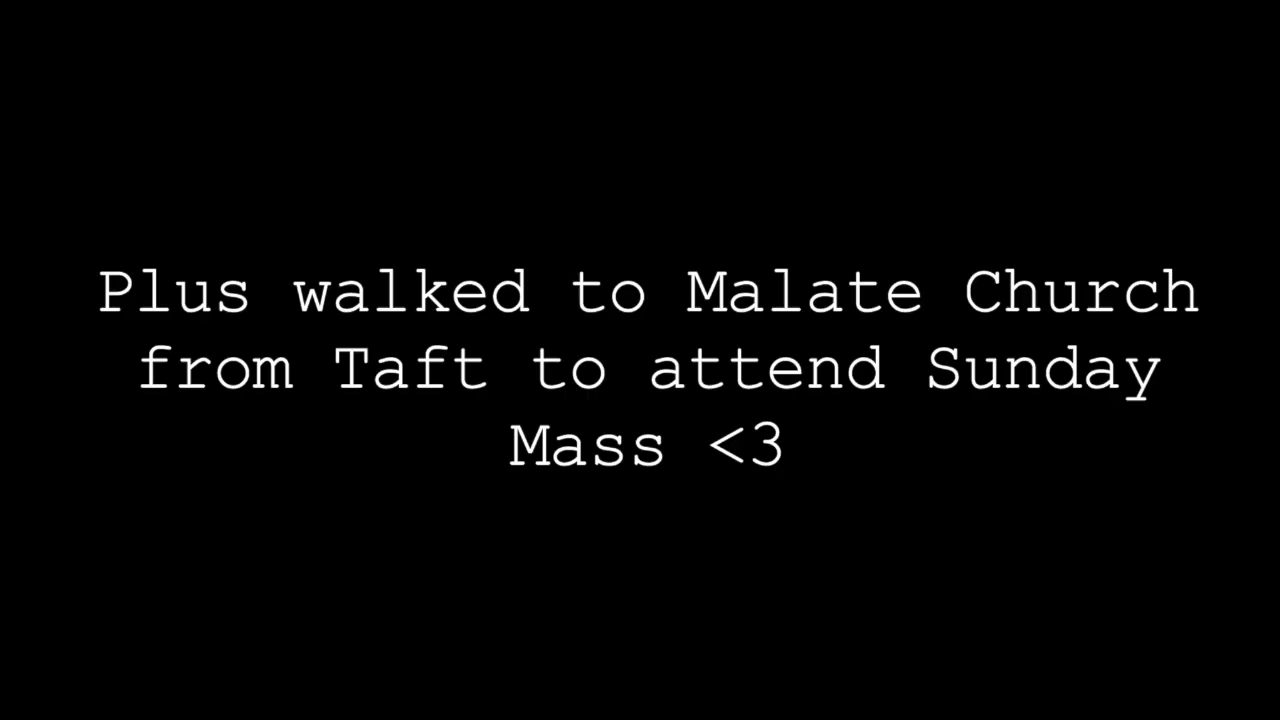 Plus walked to Malate Church
from Taft to attend Sunday
Mass <3